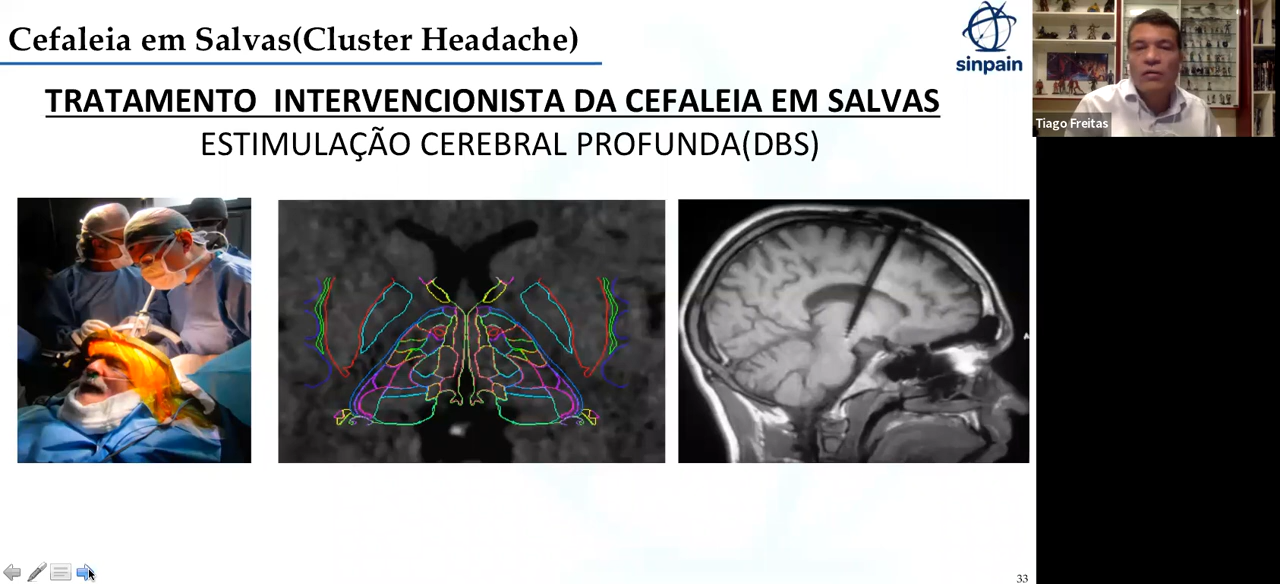 Cefaleia em Salvas(Cluster Headache)
sinpain
TRATAMENTO INTERVENCIONISTA DA CEFALEIA EM SALVAS
ESTIMULAÇÃO CEREBRAL PROFUNDA(DBS)
Tiago Freitas
A
33